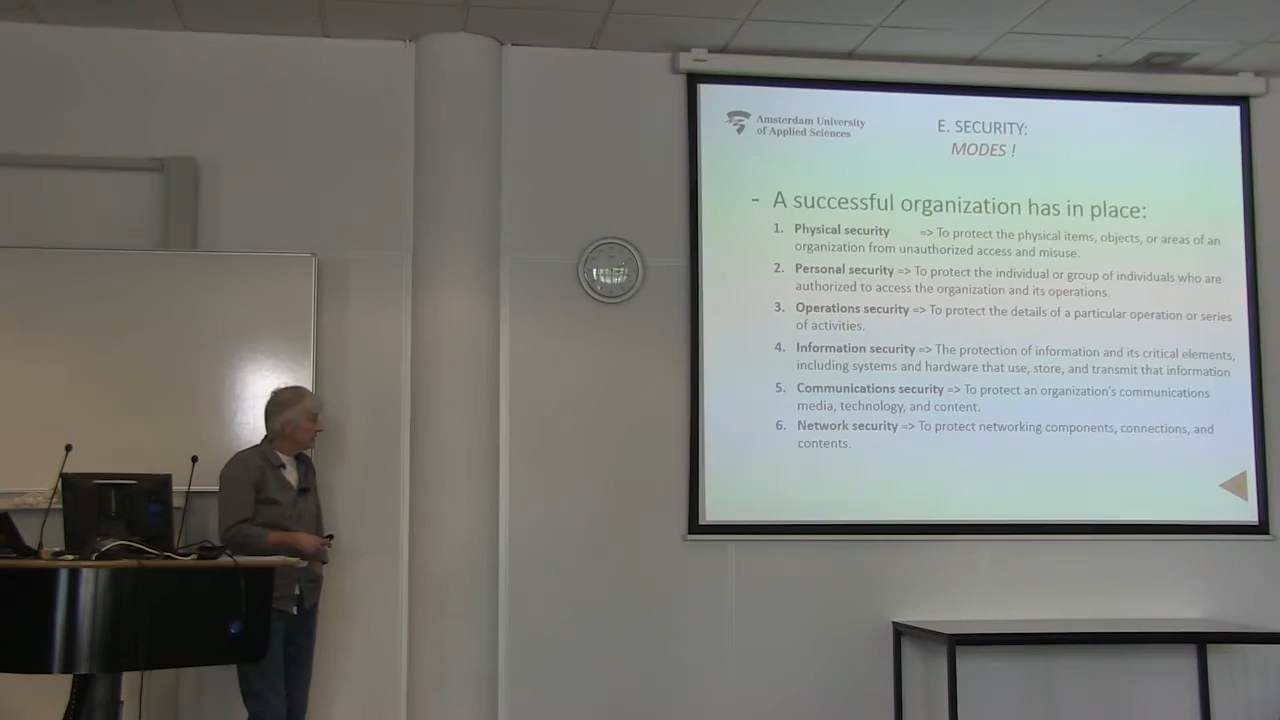 Amsterdam University
of Applied Sciences
E. SECURITY:
MODES !
- A successful organization has in place:
1. Physical security => To protect the physical items, objects, or areas of an
organization from unauthorized access and misuse.
2. Personal security => To protect the individual or group of individuals who are
authorized to access the organization and its operations.
3. Operations security => To protect the details of a particular operation or series
of activities.
4. Information security => The protection of information and its critical elements,
including systems and hardware that use, store, and transmit that information
5. Communications security => To protect an organization's communications
media, technology, and content.
6. Network security => To protect networking components, connections, and
contents.